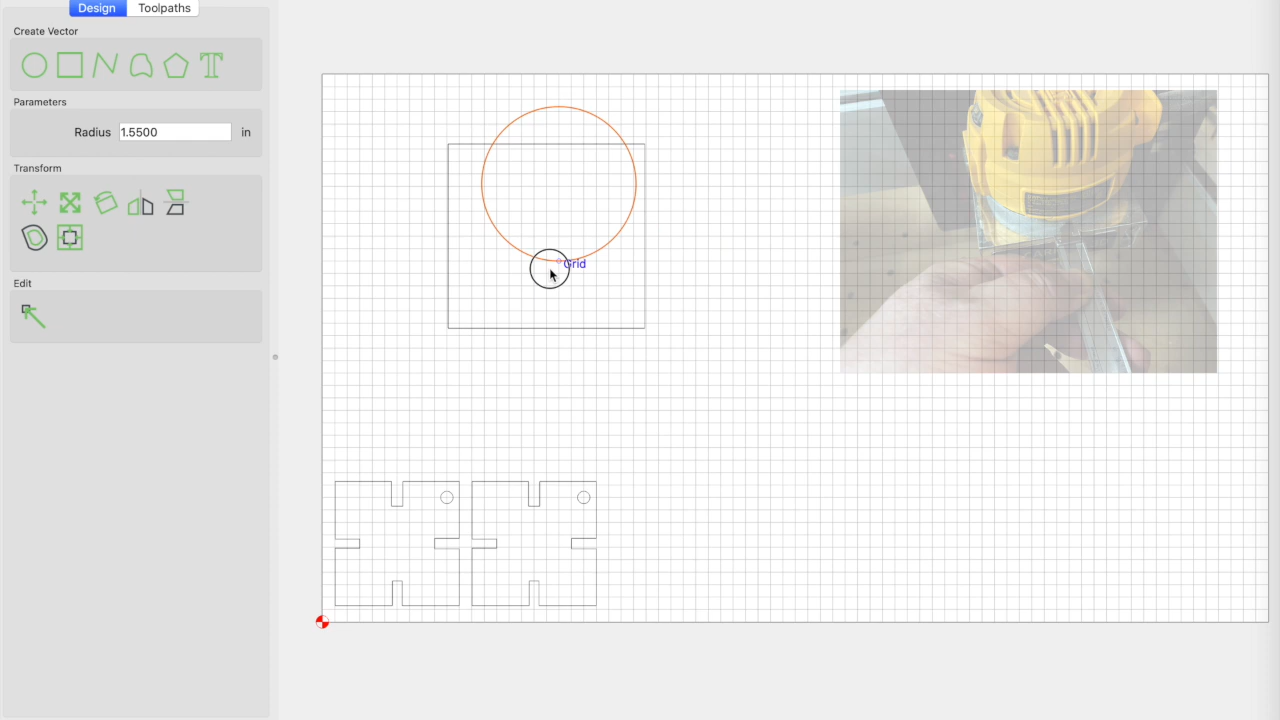 Design Toolpaths
Create Vector
Parameters
Radius 1.5500 in
Transform
Edit
Grid